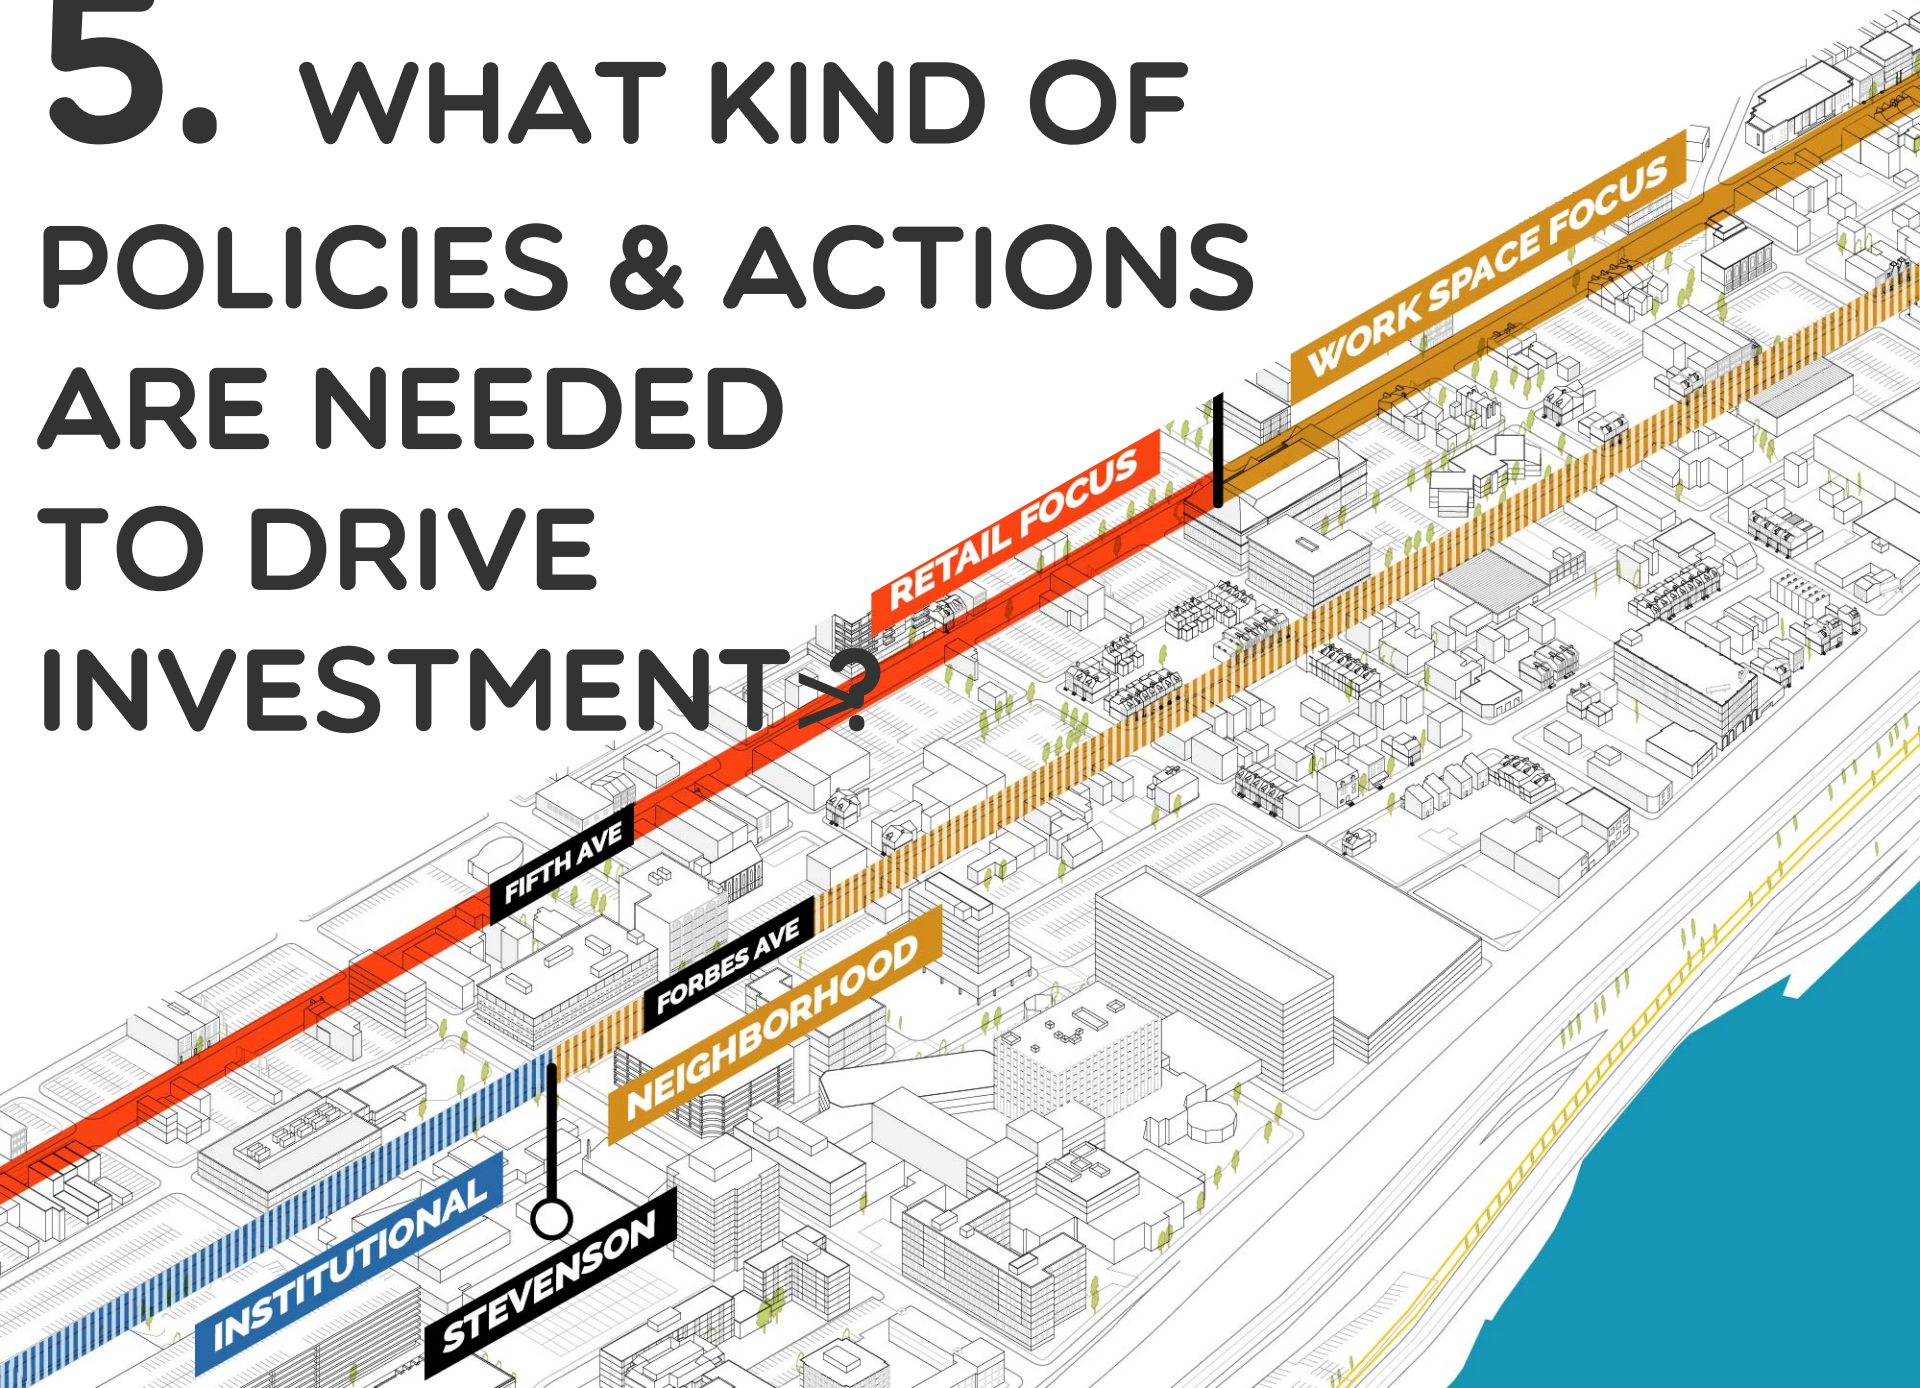 5. WHAT KIND OF
POLICIES & ACTIONS
ARE NEEDED
TO DRIVE
INVESTMENT ?
WORK SPACE FOCUS
RETAIL FOCUS
FIFTH AVE
FORBES AVE
NEIGHBORHOOD
INSTITUTIONAL
STEVENSON